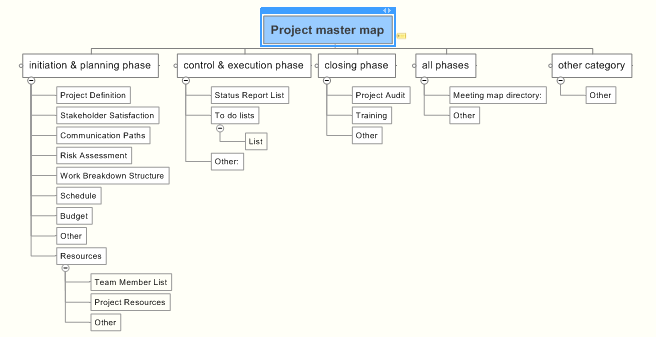 Project master map
initiation & planning phase
Project Definition
Stakeholder Satisfaction
Communication Paths
Risk Assessment
Work Breakdown Structure
Schedule
Budget
Other
Resources
Team Member List
Project Resources
Other
control & execution phase
Status Report List
To do lists
List
Other:
closing phase
Project Audit
Training
Other
all phases
Meeting map directory:
Other
other category
Other